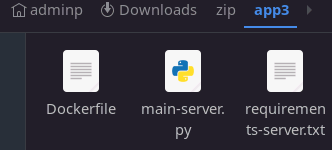 adminp Downloads zip app3
Dockerfile main-server. requiremen
py ts-server.txt